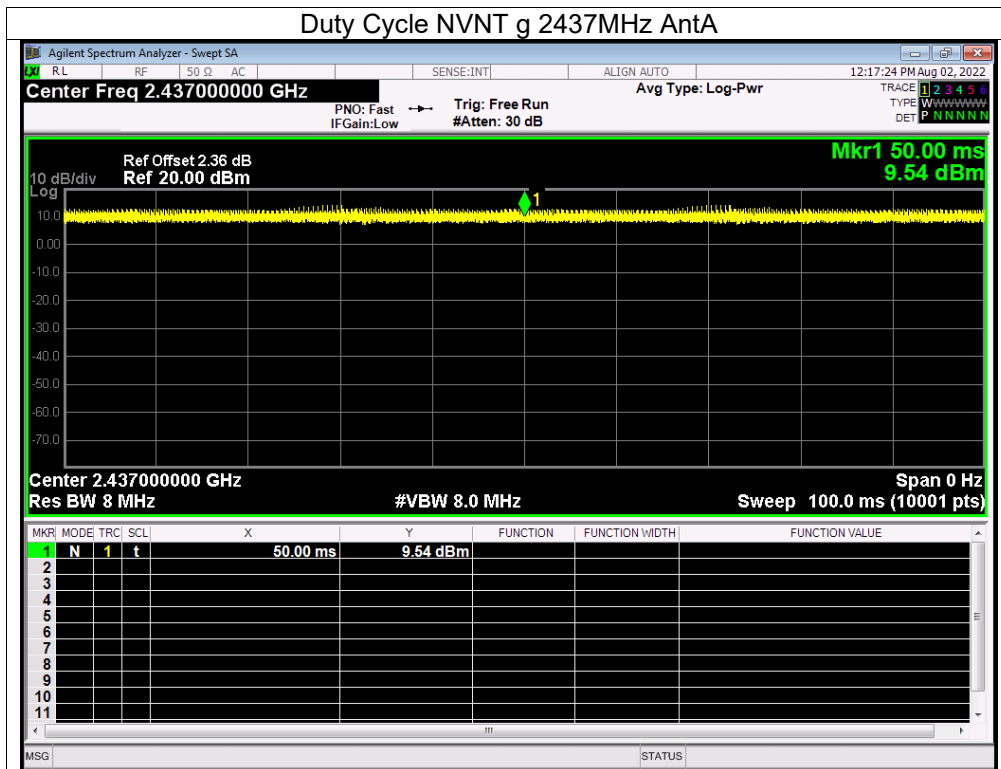 Duty Cycle NVNT g 2437MHz AntA
Agilent Spectrum Analyzer - Swept SA
LXI RL RF 50 Ω AC SENSE:INT ALIGN AUTO 12:17:24 PM Aug 02, 2022
Center Freq 2.437000000 GHz Avg Type: Log-Pwr TRACE 1 2 3 4 5 6
PNO: Fast Trig: Free Run TYPE WWWWWW
IFGain:Low #Atten: 30 dB DET P N N N N N
Mkr1 50.00 ms
9.54 dBm
Ref Offset 2.36 dB
10 dB/div Ref 20.00 dBm
Log
1
10.0
0.00
-10.0
-20.0
-30.0
-40.0
-50.0
-60.0
-70.0
Center 2.437000000 GHz Span 0 Hz
Res BW 8 MHz #VBW 8.0 MHz Sweep 100.0 ms (10001 pts)
MKR MODE TRC SCL X Y FUNCTION FUNCTION WIDTH FUNCTION VALUE
1 N 1 t 50.00 ms 9.54 dBm
2
3
4
5
6
7
8
9
10
11
MSG STATUS